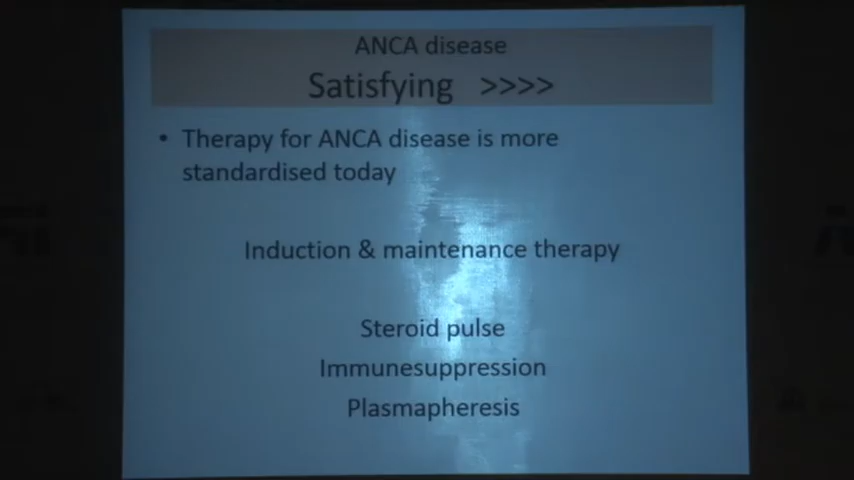 ANCA disease
Satisfying >>>>
• Therapy for ANCA disease is more
standardised today
Induction & maintenance therapy
Steroid pulse
Immunesuppression
Plasmapheresis